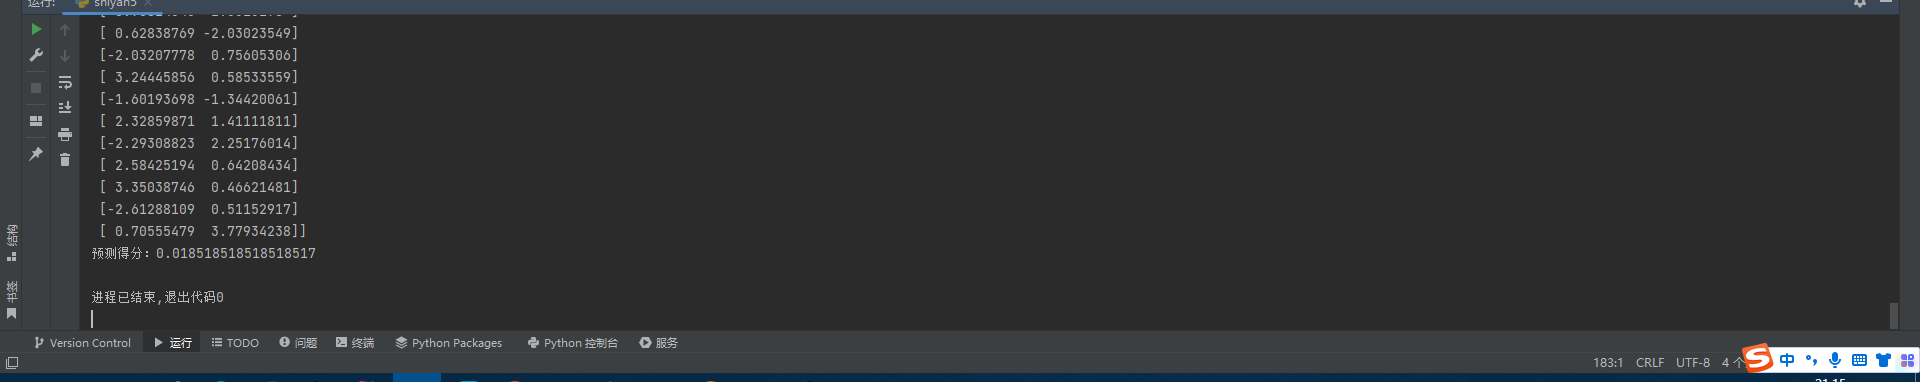 运行:
shiyan5
[ 0.62838769 -2.03023549]
[-2.03207778  0.75605306]
[ 3.24445856  0.58533559]
[-1.60193698 -1.34420061]
[ 2.32859871  1.41111811]
[-2.29308823  2.25176014]
[ 2.58425194  0.64208434]
[ 3.35038746  0.46621481]
[-2.61288109  0.51152917]
[ 0.70555479  3.77934238]]
预测得分: 0.018518518518518517
进程已结束,退出代码0
结构
书签
Version Control 运行 TODO 问题 终端 Python Packages Python 控制台 服务
183:1 CRLF UTF-8 4 个
中